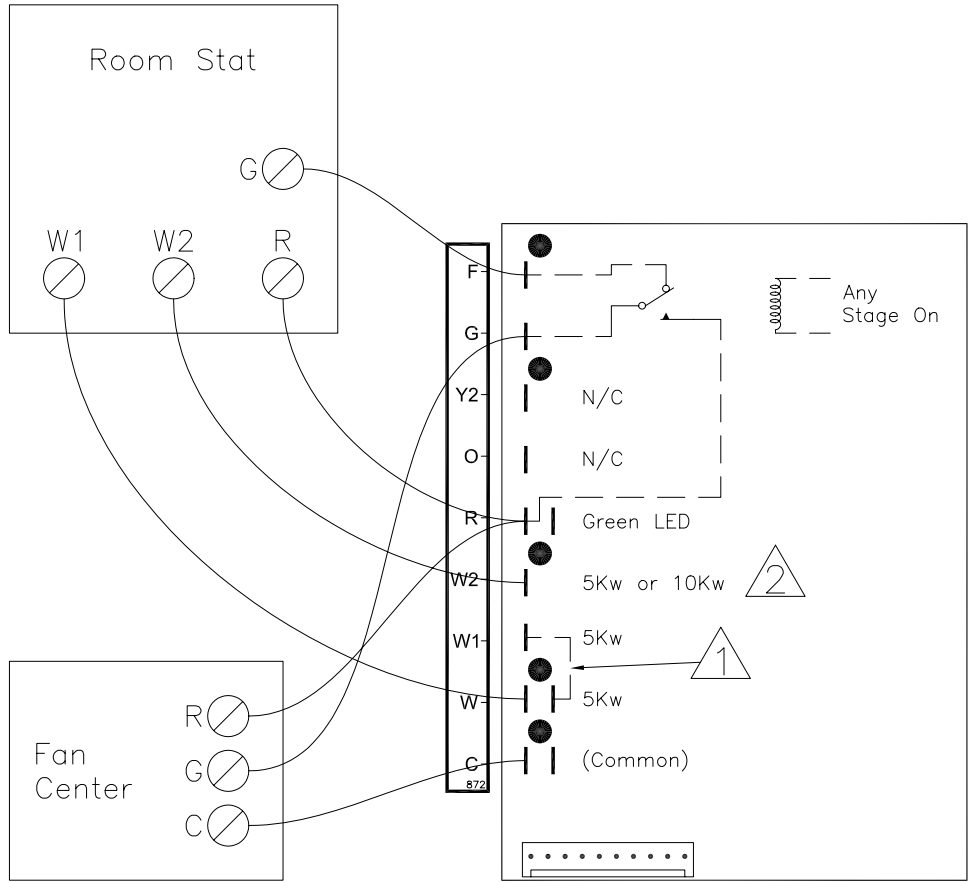 Room Stat
G
W1 W2 R
F
G
Y2
O
R
W2
W1
W
C
872
Any
Stage On
N/C
N/C
Green LED
5Kw or 10Kw 2
5Kw
1
5Kw
(Common)
Fan
Center
R
G
C